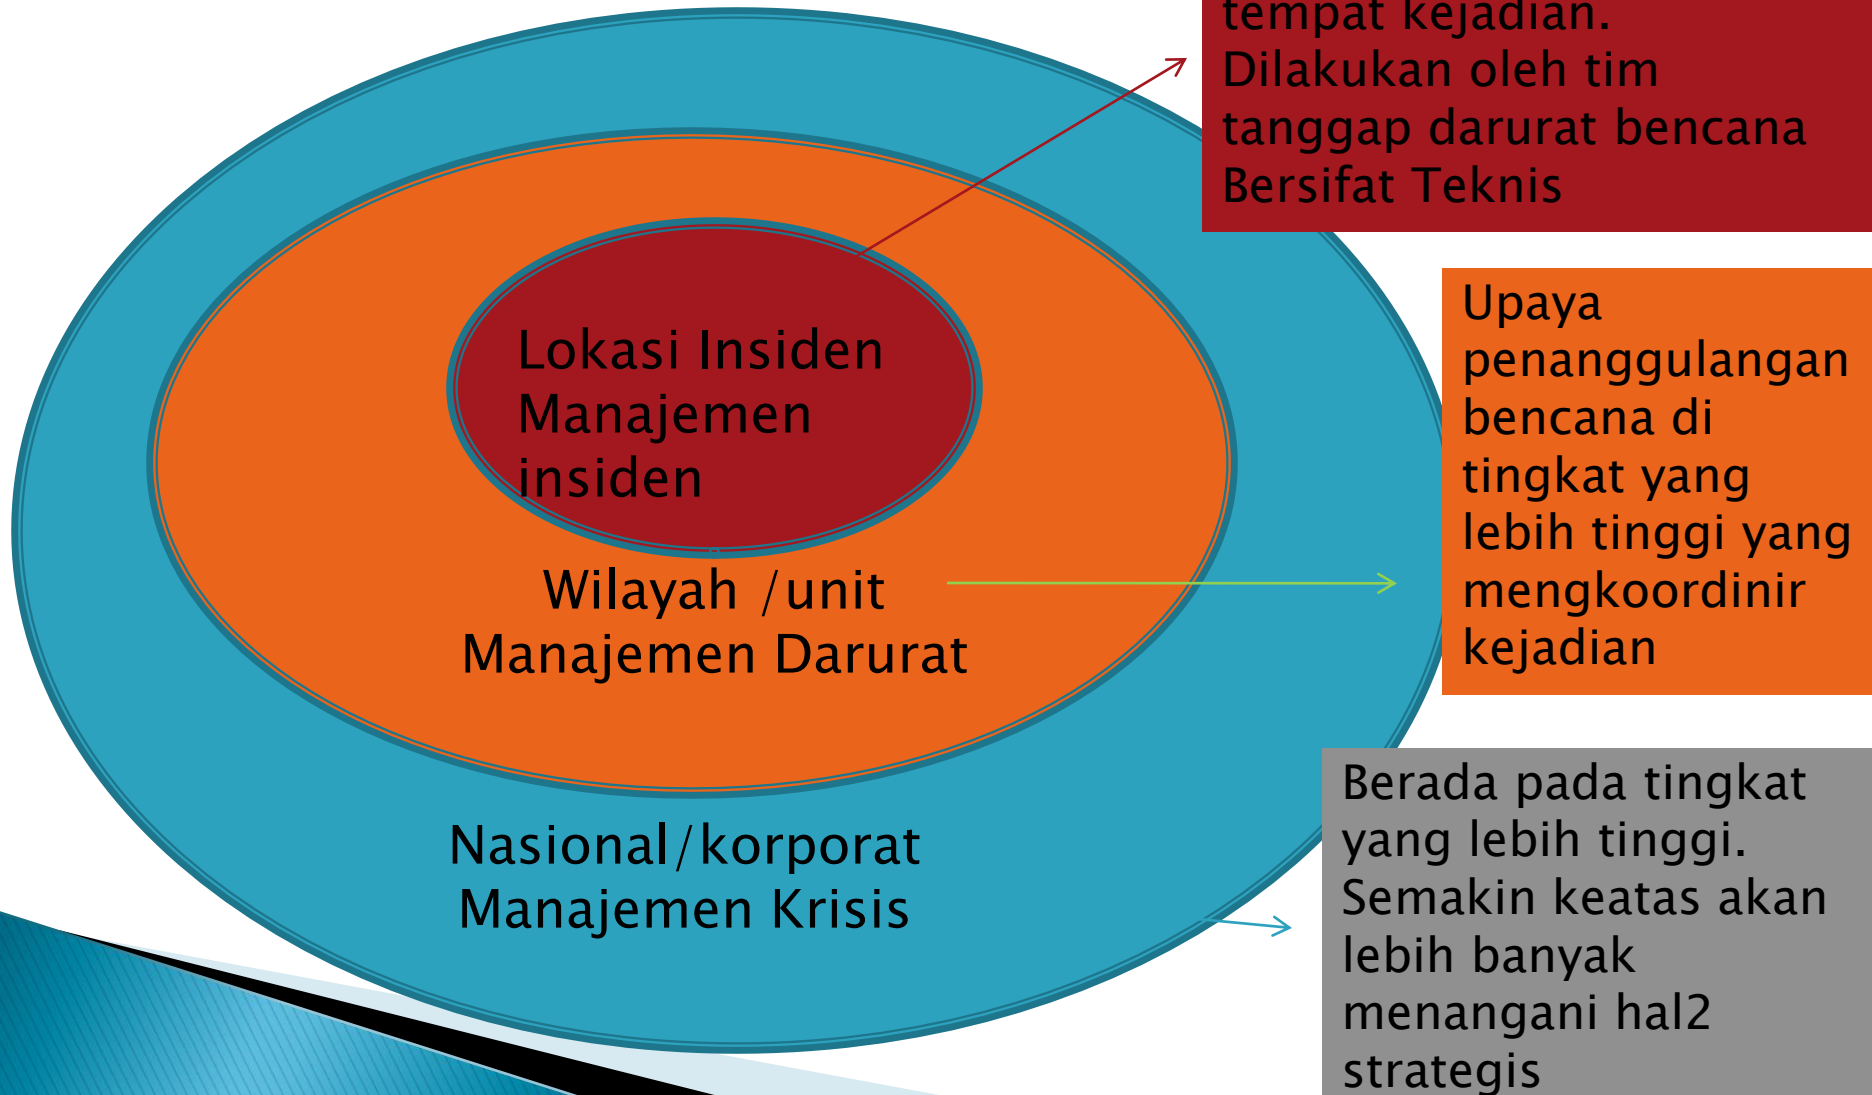 tempat kejadian.
Dilakukan oleh tim
tanggap darurat bencana
Bersifat Teknis
Lokasi Insiden
Manajemen
insiden
Upaya
penanggulangan
bencana di
tingkat yang
lebih tinggi yang
mengkoordinir
kejadian
Wilayah /unit
Manajemen Darurat
Nasional/korporat
Manajemen Krisis
Berada pada tingkat
yang lebih tinggi.
Semakin keatas akan
lebih banyak
menangani hal2
strategis